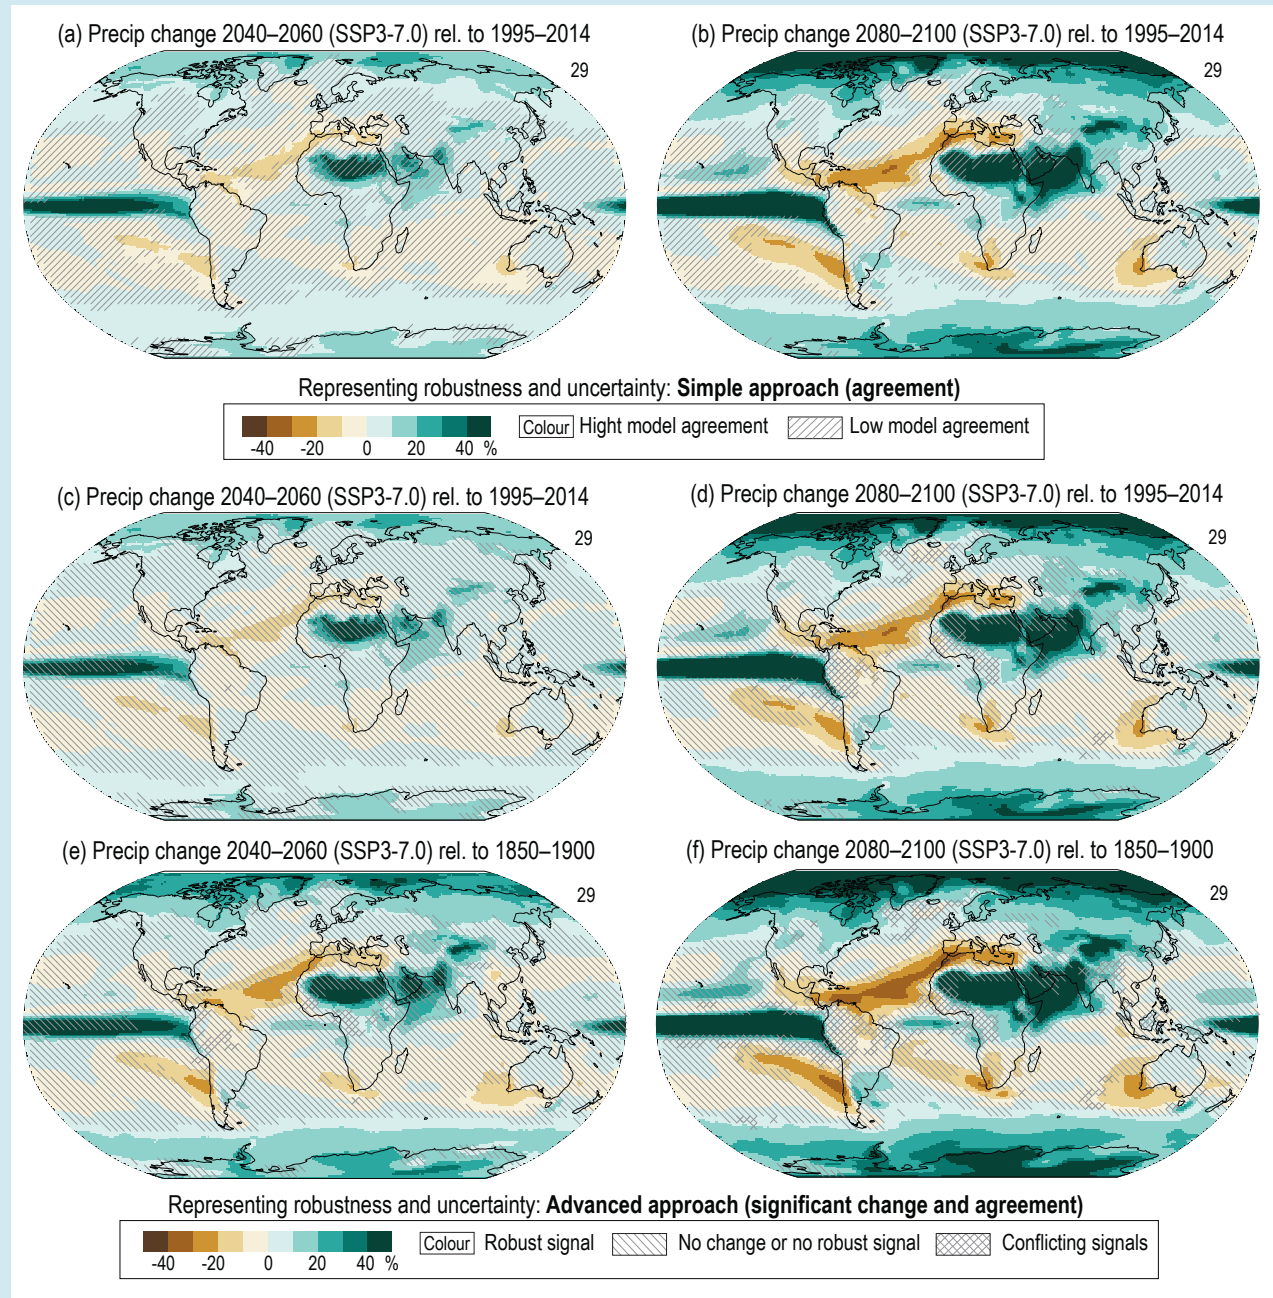 (a) Precip change 2040–2060 (SSP3-7.0) rel. to 1995–2014
(b) Precip change 2080–2100 (SSP3-7.0) rel. to 1995–2014
29
29
Representing robustness and uncertainty: Simple approach (agreement)
Colour Hight model agreement Low model agreement
-40 -20 0 20 40 %
(c) Precip change 2040–2060 (SSP3-7.0) rel. to 1995–2014
(d) Precip change 2080–2100 (SSP3-7.0) rel. to 1995–2014
29
29
(e) Precip change 2040–2060 (SSP3-7.0) rel. to 1850–1900
(f) Precip change 2080–2100 (SSP3-7.0) rel. to 1850–1900
29
29
Representing robustness and uncertainty: Advanced approach (significant change and agreement)
Colour Robust signal No change or no robust signal Conflicting signals
-40 -20 0 20 40 %